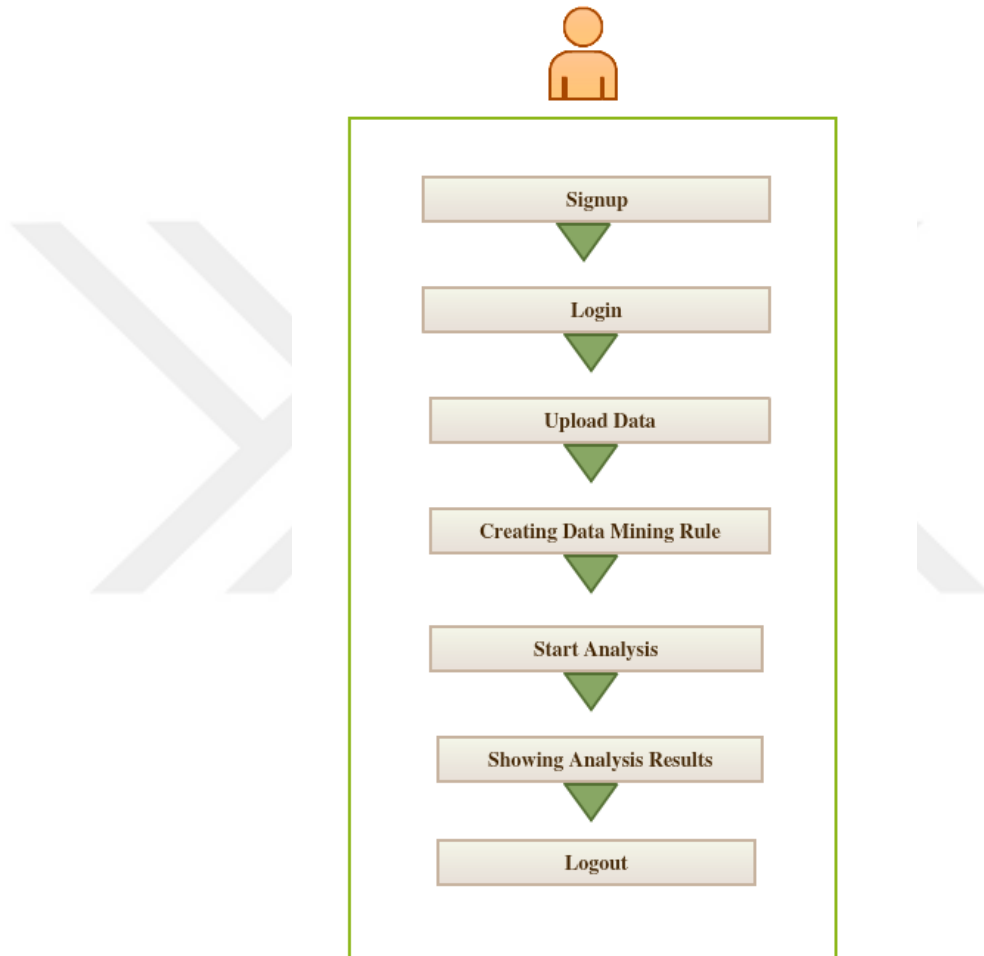 Signup
Login
Upload Data
Creating Data Mining Rule
Start Analysis
Showing Analysis Results
Logout